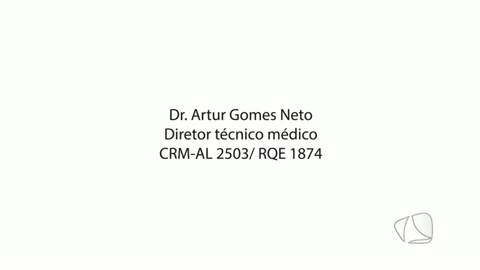 Dr. Artur Gomes Neto
Diretor técnico médico
CRM-AL 2503/ RQE 1874